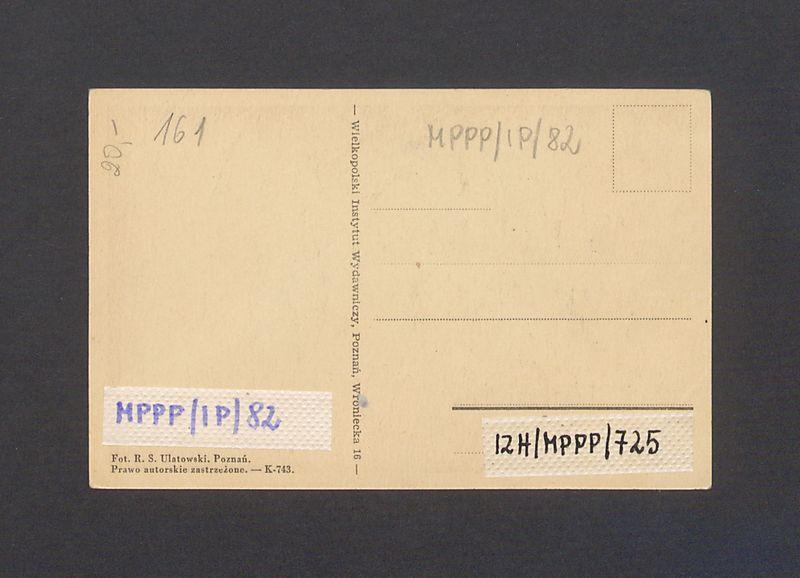 20,-
161
MPPP/IP/82
— Wielkopolski Instytut Wydawniczy, Poznań, Wroniecka 16 —
MPPP/IP/82
12H/MPPP/725
Fot. R. S. Ulatowski, Poznań.
Prawo autorskie zastrzeżone. — K-743.